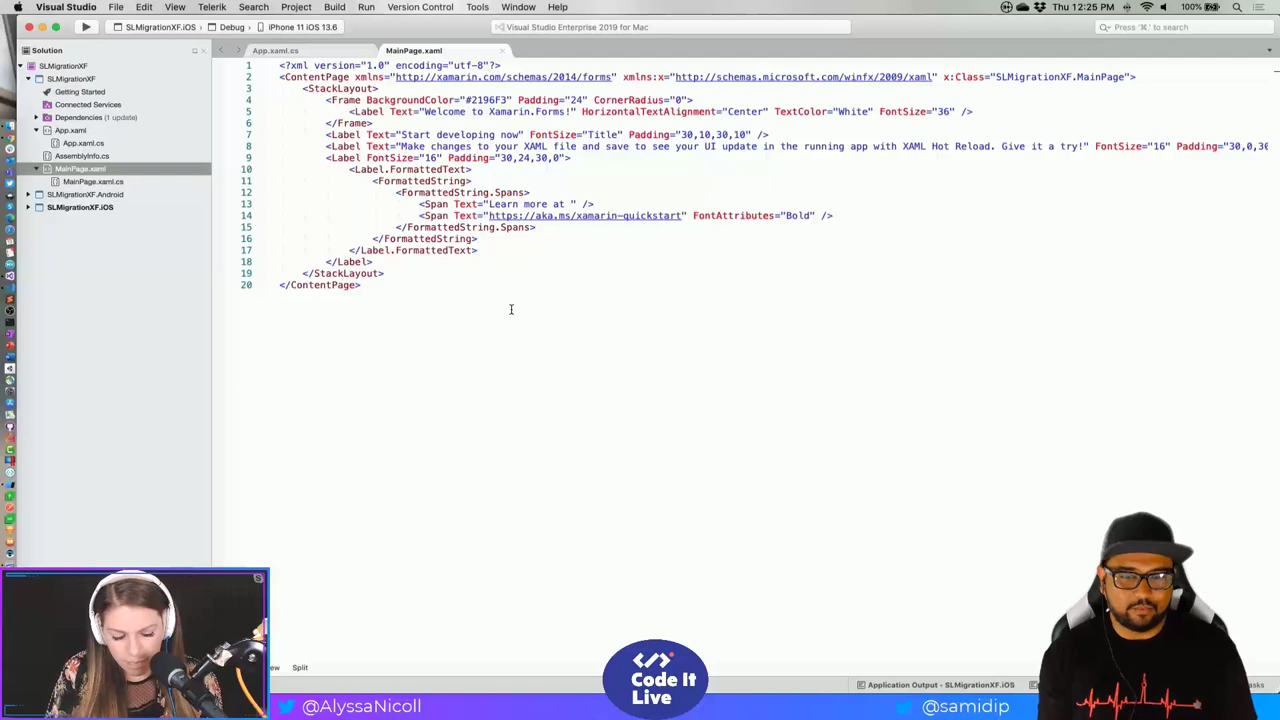 Visual Studio File Edit View Telerik Search Project Build Run Version Control Tools Window Help
Thu 12:25 PM
100%
SLMigrationXF.iOS Debug iPhone 11 iOS 13.6
Visual Studio Enterprise 2019 for Mac
Press '⌘.' to search
Solution
App.xaml.cs
MainPage.xaml
SLMigrationXF
SLMigrationXF
Getting Started
Connected Services
Dependencies (1 update)
App.xaml
App.xaml.cs
AssemblyInfo.cs
MainPage.xaml
MainPage.xaml.cs
SLMigrationXF.Android
SLMigrationXF.iOS
1 <?xml version="1.0" encoding="utf-8"?>
2 <ContentPage xmlns="http://xamarin.com/schemas/2014/forms" xmlns:x="http://schemas.microsoft.com/winfx/2009/xaml" x:Class="SLMigrationXF.MainPage">
3 <StackLayout>
4 <Frame BackgroundColor="#2196F3" Padding="24" CornerRadius="0">
5 <Label Text="Welcome to Xamarin.Forms!" HorizontalTextAlignment="Center" TextColor="White" FontSize="36" />
6 </Frame>
7 <Label Text="Start developing now" FontSize="Title" Padding="30,10,30,10" />
8 <Label Text="Make changes to your XAML file and save to see your UI update in the running app with XAML Hot Reload. Give it a try!" FontSize="16" Padding="30,0,30
9 <Label FontSize="16" Padding="30,24,30,0">
10 <Label.FormattedText>
11 <FormattedString>
12 <FormattedString.Spans>
13 <Span Text="Learn more at " />
14 <Span Text="https://aka.ms/xamarin-quickstart" FontAttributes="Bold" />
15 </FormattedString.Spans>
16 </FormattedString>
17 </Label.FormattedText>
18 </Label>
19 </StackLayout>
20 </ContentPage>
Split
Application Output - SLMigrationXF.iOS
Code It
Live
@AlyssaNicoll
@samidip